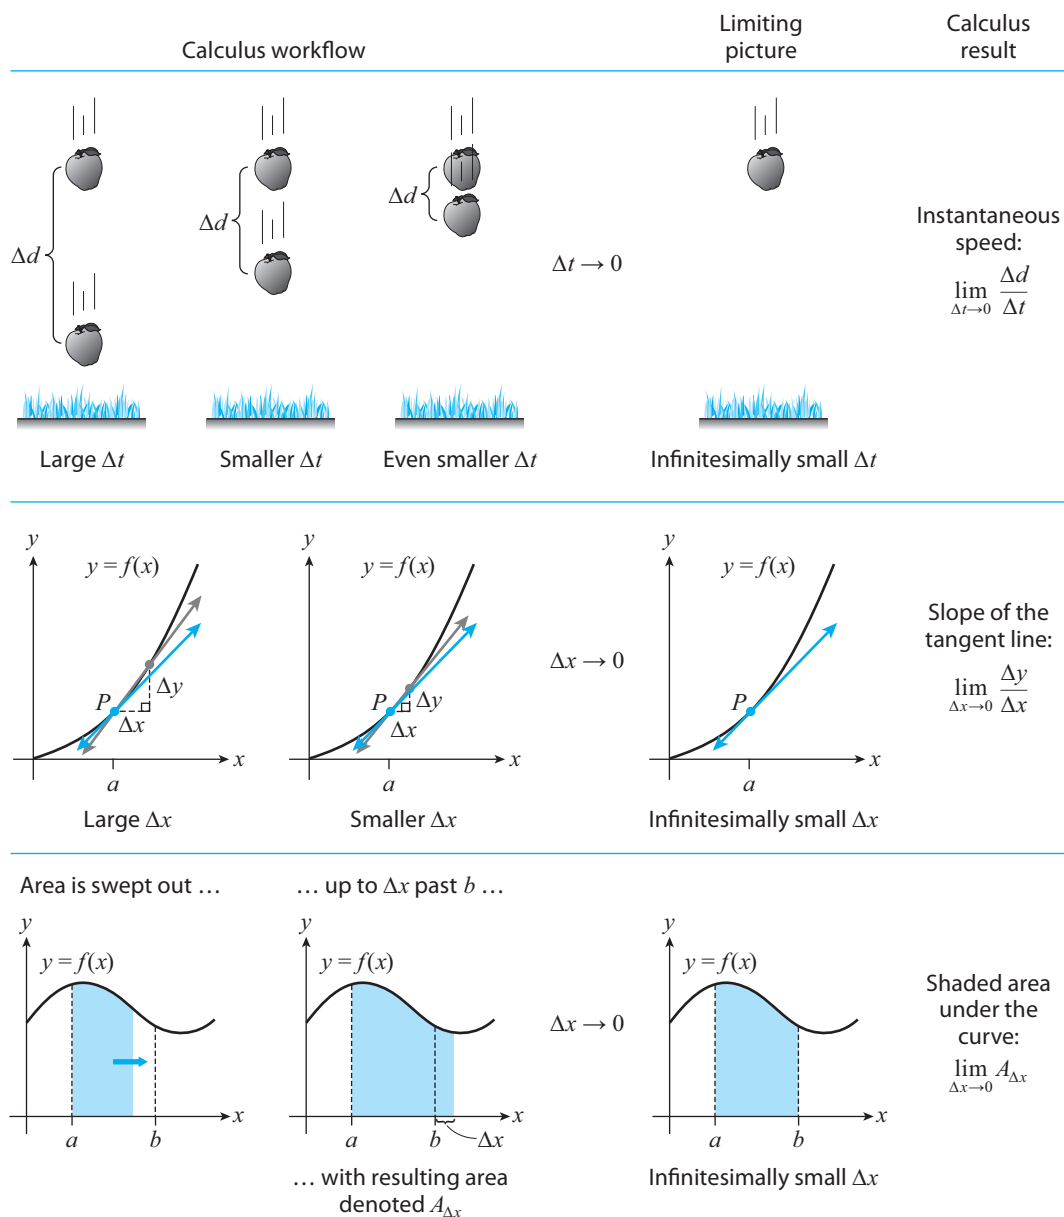 Calculus workflow
Limiting
picture
Calculus
result
Δd
Δd
Δd
Δt → 0
Instantaneous
speed:
lim Δd/Δt
Δt→0
Large Δt
Smaller Δt
Even smaller Δt
Infinitesimally small Δt
y
y = f(x)
P
Δy
Δx
x
a
Large Δx
y
y = f(x)
P
Δy
Δx
x
a
Smaller Δx
Δx → 0
y
y = f(x)
P
x
a
Infinitesimally small Δx
Slope of the
tangent line:
lim Δy/Δx
Δx→0
Area is swept out …
y
y = f(x)
x
a
b
… up to Δx past b …
y
y = f(x)
x
a
b
Δx
… with resulting area
denoted A_Δx
Δx → 0
y
y = f(x)
x
a
b
Infinitesimally small Δx
Shaded area
under the
curve:
lim A_Δx
Δx→0